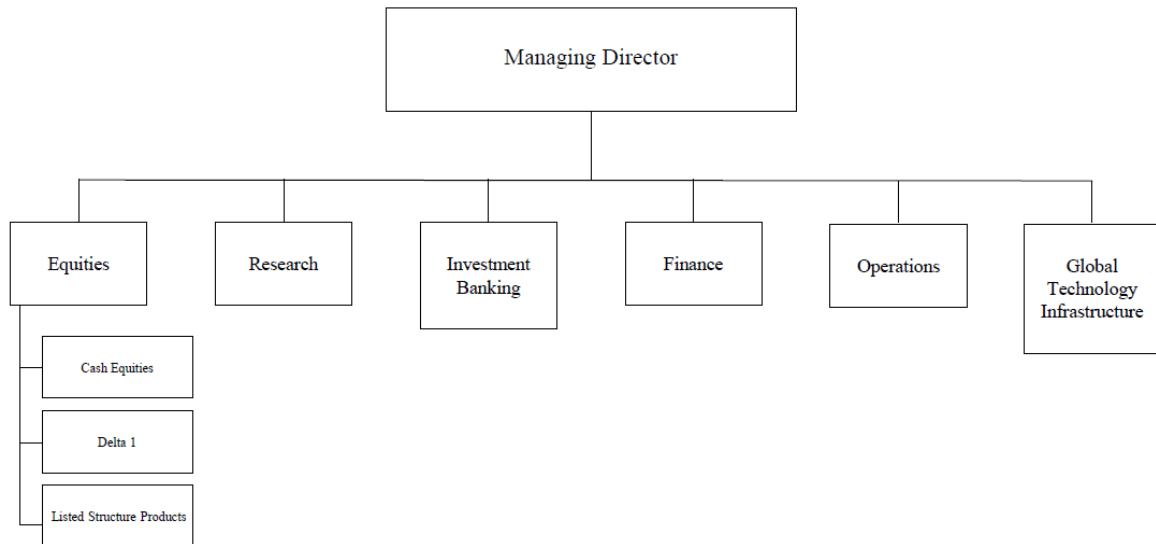 Managing Director
Equities
Research
Investment
Banking
Finance
Operations
Global
Technology
Infrastructure
Cash Equities
Delta 1
Listed Structure Products